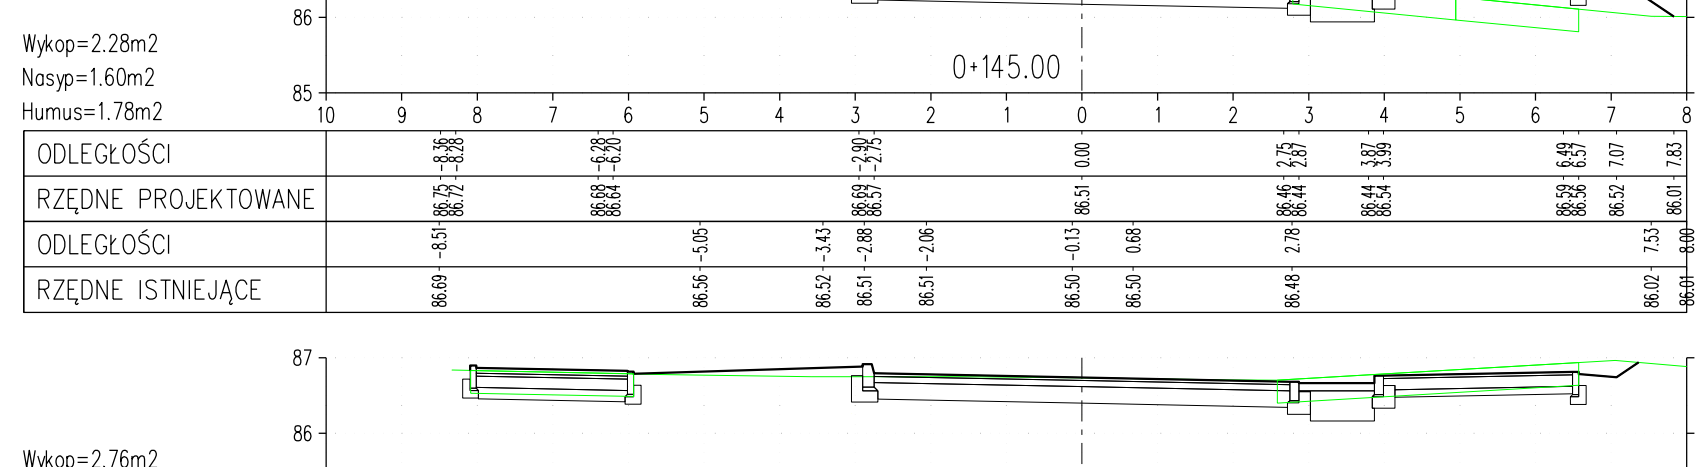 86
Wykop=2.28m2
Nasyp=1.60m2
0+145.00
85
Humus=1.78m2
10 9 8 7 6 5 4 3 2 1 0 1 2 3 4 5 6 7 8
ODLEGŁOŚCI -8.36 -8.28 -6.28 -6.20 -2.90 -2.75 0.00 2.75 2.87 3.87 3.99 6.49 6.57 7.07 7.83
RZĘDNE PROJEKTOWANE 86.75 86.72 86.68 86.64 86.69 86.57 86.51 86.46 86.44 86.44 86.54 86.59 86.56 86.52 86.01
ODLEGŁOŚCI -8.51 -5.05 -3.43 -2.88 -2.06 -0.13 0.68 2.78 7.53 8.00
RZĘDNE ISTNIEJĄCE 86.69 86.56 86.52 86.51 86.51 86.50 86.50 86.48 86.02 86.01
87
86
Wykop=2.76m2